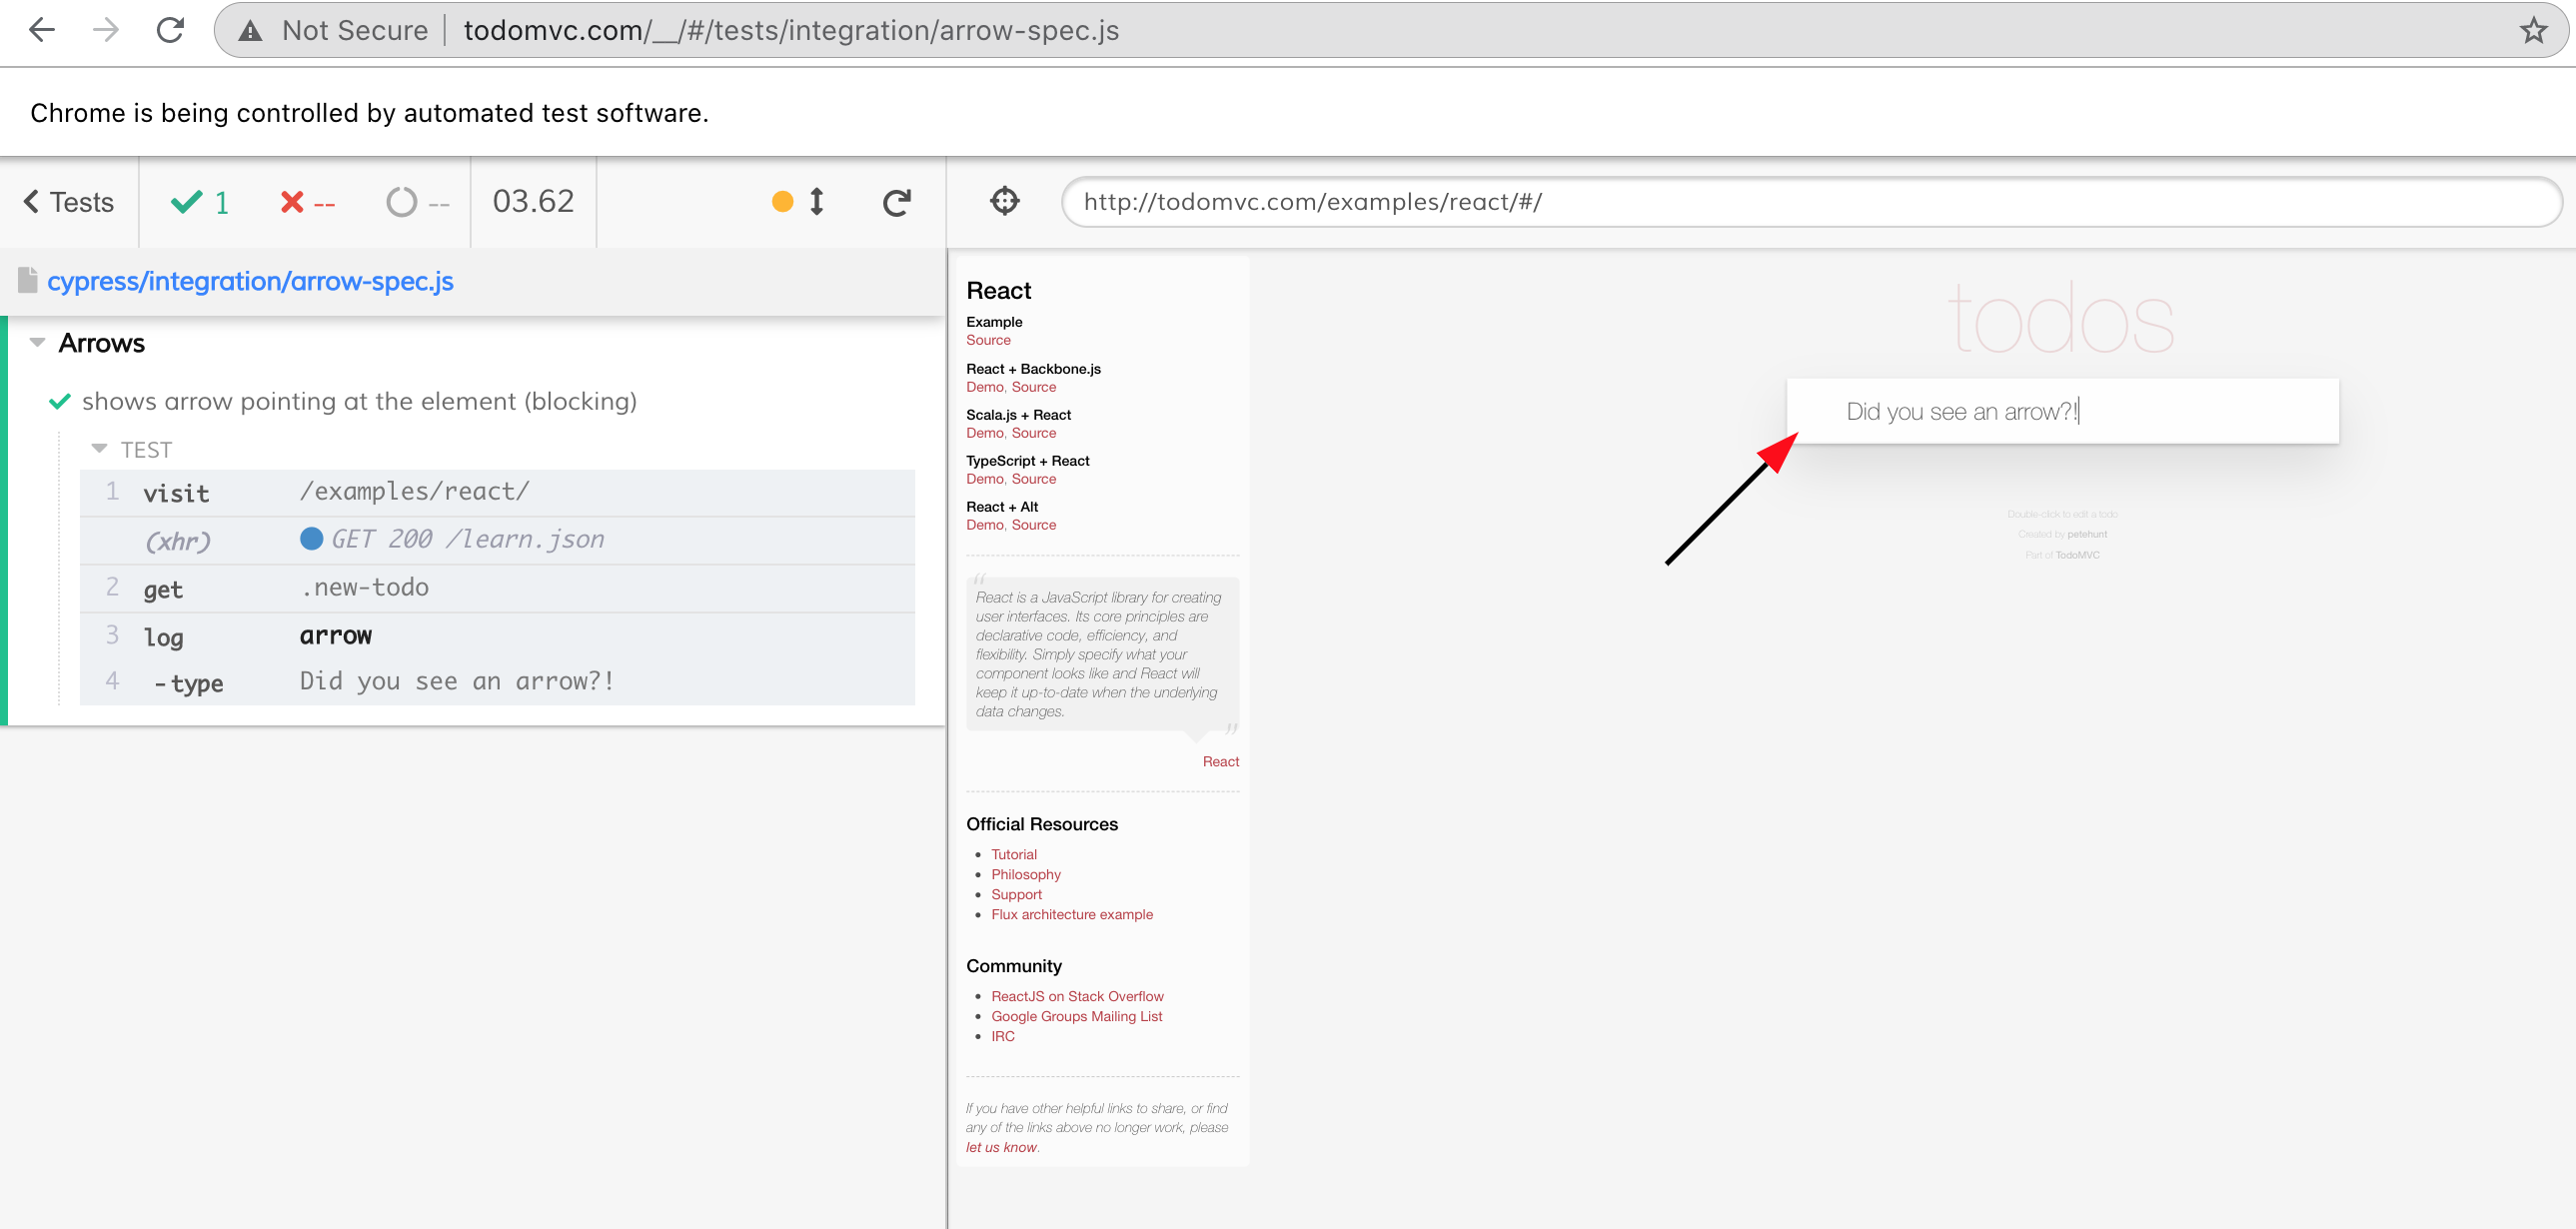 Not Secure todomvc.com/__/#/tests/integration/arrow-spec.js
Chrome is being controlled by automated test software.
Tests 1 -- -- 03.62
http://todomvc.com/examples/react/#/
cypress/integration/arrow-spec.js
Arrows
shows arrow pointing at the element (blocking)
TEST
1 visit /examples/react/
(xhr) GET 200 /learn.json
2 get .new-todo
3 log arrow
4 -type Did you see an arrow?!
React
Example
Source
React + Backbone.js
Demo, Source
Scala.js + React
Demo, Source
TypeScript + React
Demo, Source
React + Alt
Demo, Source
“
React is a JavaScript library for creating
user interfaces. Its core principles are
declarative code, efficiency, and
flexibility. Simply specify what your
component looks like and React will
keep it up-to-date when the underlying
data changes.
”
React
Official Resources
• Tutorial
• Philosophy
• Support
• Flux architecture example
Community
• ReactJS on Stack Overflow
• Google Groups Mailing List
• IRC
If you have other helpful links to share, or find
any of the links above no longer work, please
let us know.
todos
Did you see an arrow?!
Double-click to edit a todo
Created by petehunt
Part of TodoMVC